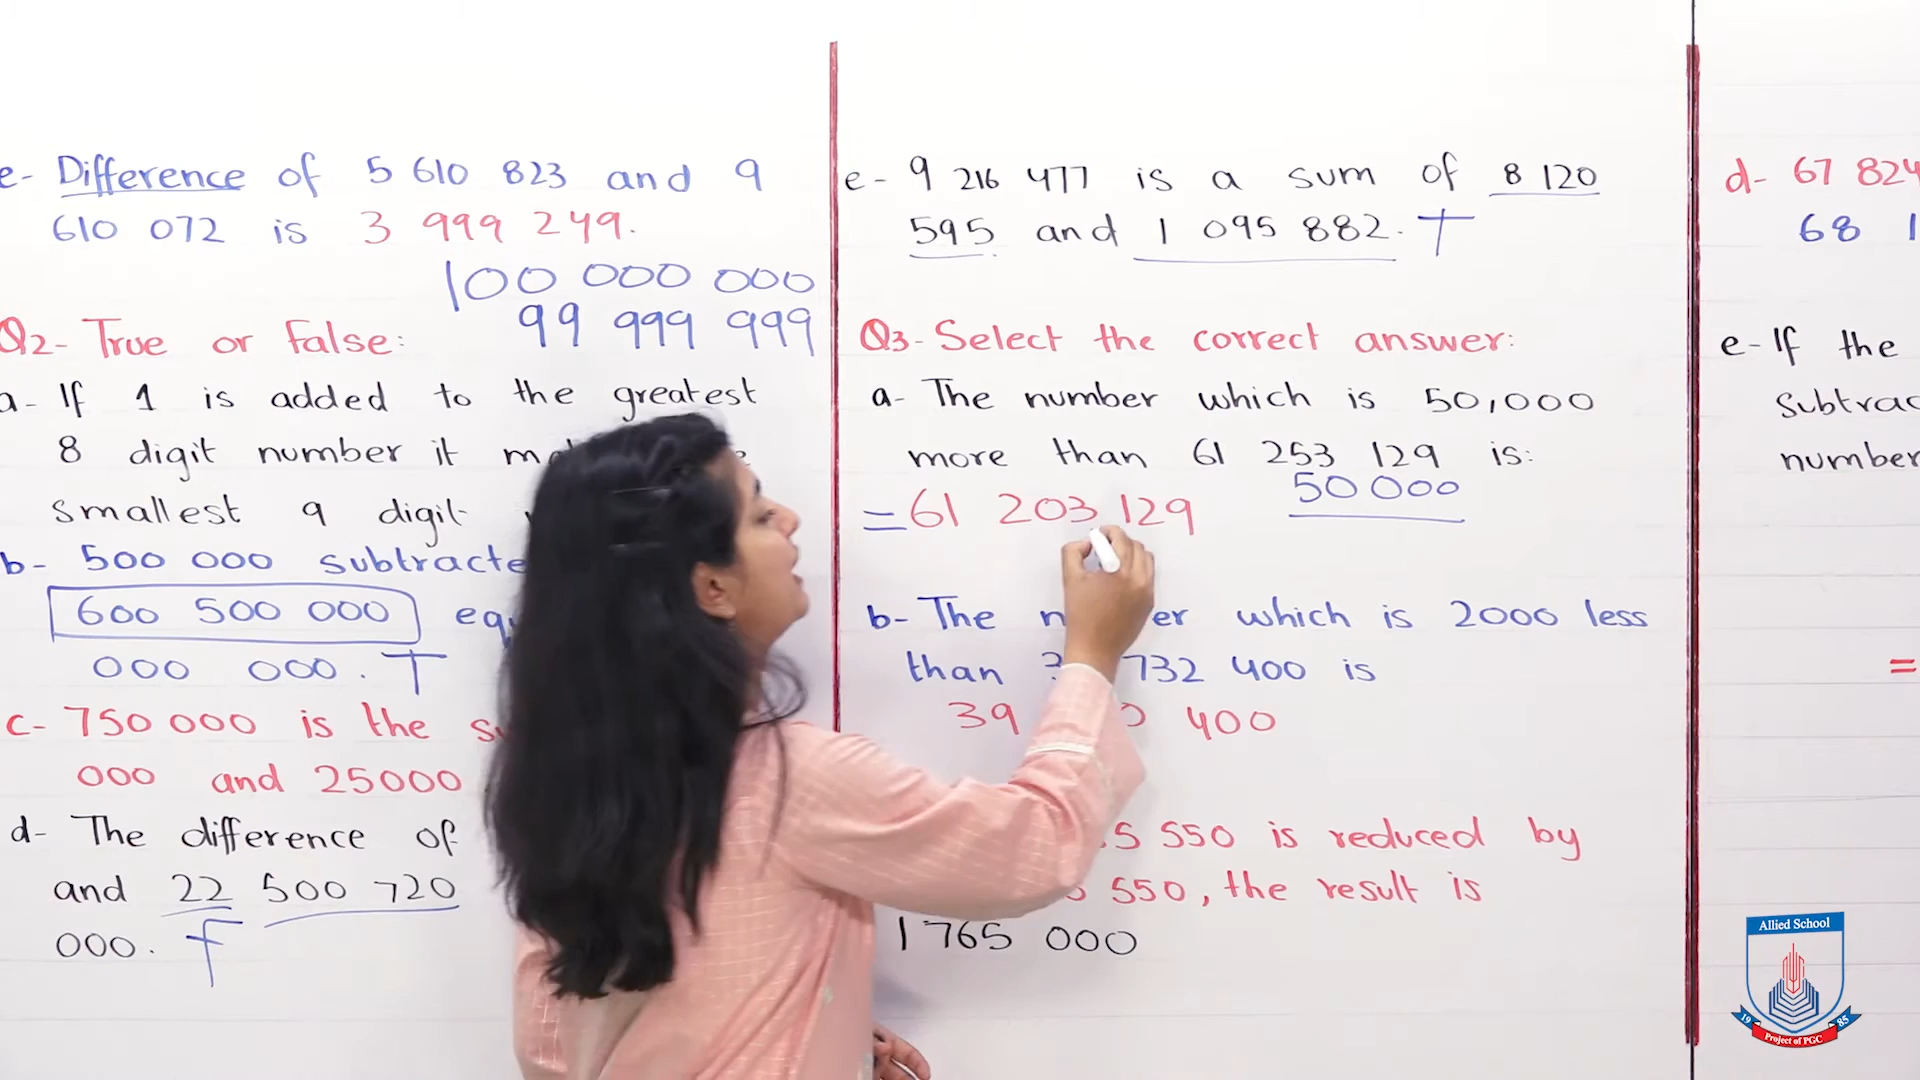 e- Difference of 5 610 823 and 9
610 072 is 3 999 249.
100 000 000
99 999 999
Q2- True or False:
a- If 1 is added to the greatest
8 digit number it
smallest 9 digit
b- 500 000
600 500 000
000 000. T
c- 750 000 is the
000 and 25000
d- The difference of
and 22 500 720
000. F
e- 9 216 477 is a sum of 8 120
595 and 1 095 882. T
Q3- Select the correct answer:
a- The number which is 50,000
more than 61 253 129 is:
50 000
= 61 203 129
b- The which is 2000 less
than 732 400 is
39 400
5 550 is reduced by
550, the result is
1 765 000
d- 67 824
68 1
e- If the
number
=
Allied School
19 85
Project of PGC